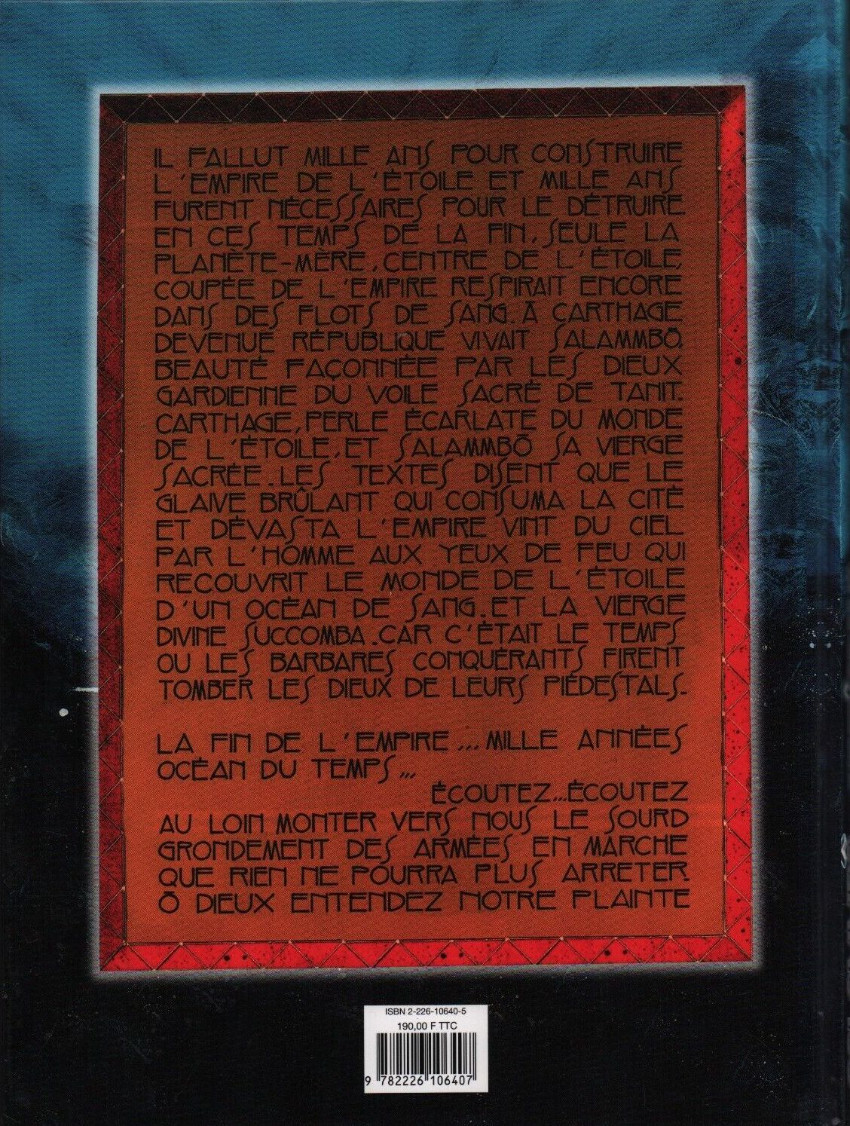 IL FALLUT MILLE ANS POUR CONSTRUIRE
L'EMPIRE DE L'ÉTOILE ET MILLE ANS
FURENT NÉCESSAIRES POUR LE DÉTRUIRE
EN CES TEMPS DE LA FIN, SEULE LA
PLANÈTE-MÈRE, CENTRE DE L'ÉTOILE,
COUPÉE DE L'EMPIRE RESPIRAIT ENCORE
DANS DES FLOTS DE SANG. À CARTHAGE
DEVENUE RÉPUBLIQUE VIVAIT SALAMMBÔ,
BEAUTÉ FAÇONNÉE PAR LES DIEUX
GARDIENNE DU VOILE SACRÉ DE TANIT.
CARTHAGE, PERLE ÉCARLATE DU MONDE
DE L'ÉTOILE, ET SALAMMBÔ SA VIERGE
SACRÉE. LES TEXTES DISENT QUE LE
GLAIVE BRÛLANT QUI CONSUMA LA CITÉ
ET DÉVASTA L'EMPIRE VINT DU CIEL
PAR L'HOMME AUX YEUX DE FEU QUI
RECOUVRIT LE MONDE DE L'ÉTOILE
D'UN OCÉAN DE SANG. ET LA VIERGE
DIVINE SUCCOMBA. CAR C'ÉTAIT LE TEMPS
OU LES BARBARES CONQUÉRANTS FIRENT
TOMBER LES DIEUX DE LEURS PIÉDESTALS.
LA FIN DE L'EMPIRE... MILLE ANNÉES
OCÉAN DU TEMPS...
ÉCOUTEZ...ÉCOUTEZ
AU LOIN MONTER VERS NOUS LE SOURD
GRONDEMENT DES ARMÉES EN MARCHE
QUE RIEN NE POURRA PLUS ARRETER.
Ô DIEUX ENTENDEZ NOTRE PLAINTE
ISBN 2-226-10640-5
190,00 F TTC
9 782226 106407